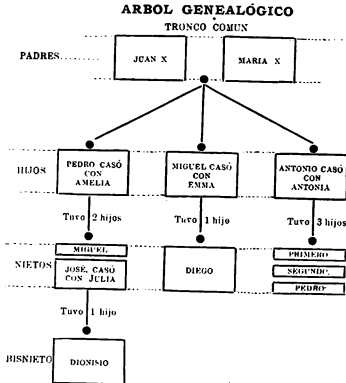 ARBOL GENEALÓGICO
TRONCO COMUN
PADRES........
JUAN X
MARIA X
HIJOS
PEDRO CASÓ
CON
AMELIA
MIGUEL CASÓ
CON
EMMA
ANTONIO CASÓ
CON
ANTONIA
Tuvo 2 hijos
Tuvo 1 hijo
Tuvo 3 hijos
NIETOS
MIGUEL
JOSÉ, CASÓ
CON JULIA
DIEGO
PRIMERO
SEGUNDO.
PEDRO
Tuvo 1 hijo
BISNIETO
DIONISIO